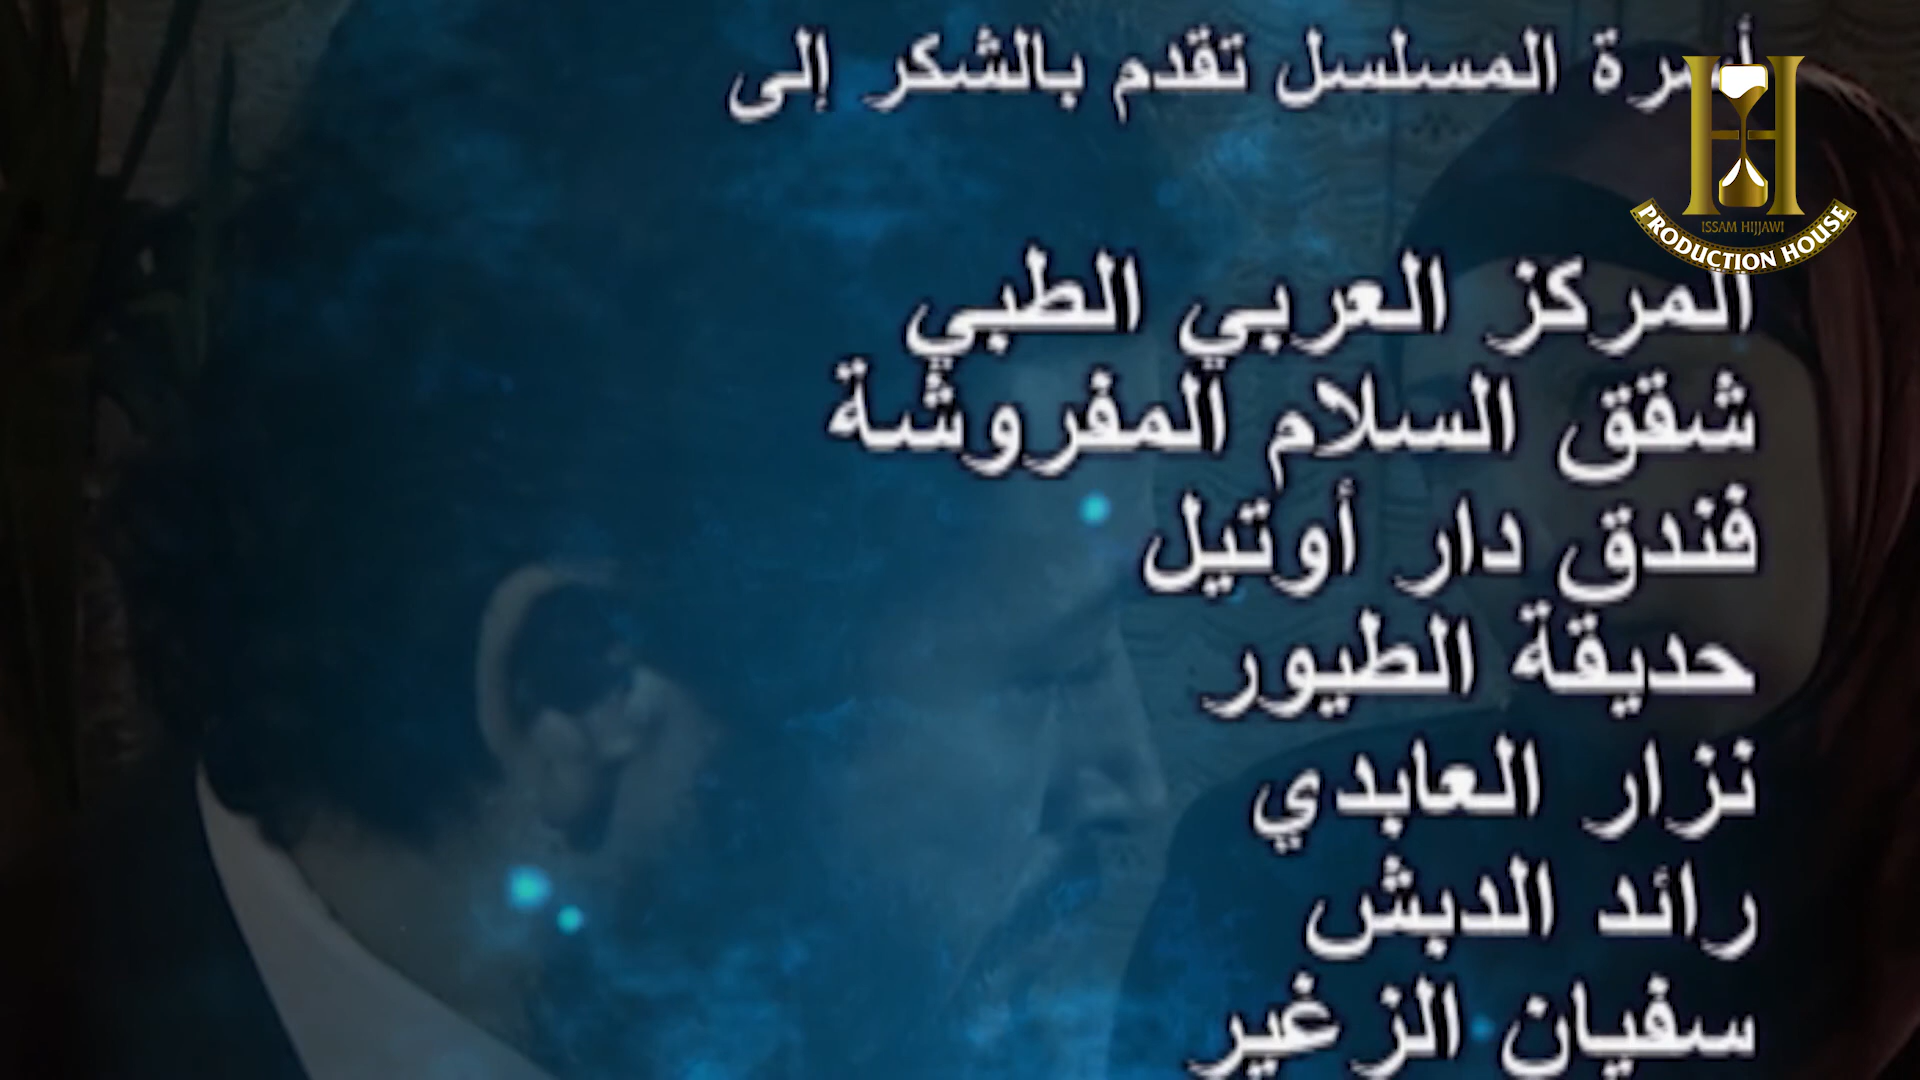 أسرة المسلسل تقدم بالشكر إلى
ISSAM HIJJAWI
PRODUCTION HOUSE
المركز العربي الطبي
شقق السلام المفروشة
فندق دار أوتيل
حديقة الطيور
نزار العابدي
رائد الدبش
سفيان الزغير